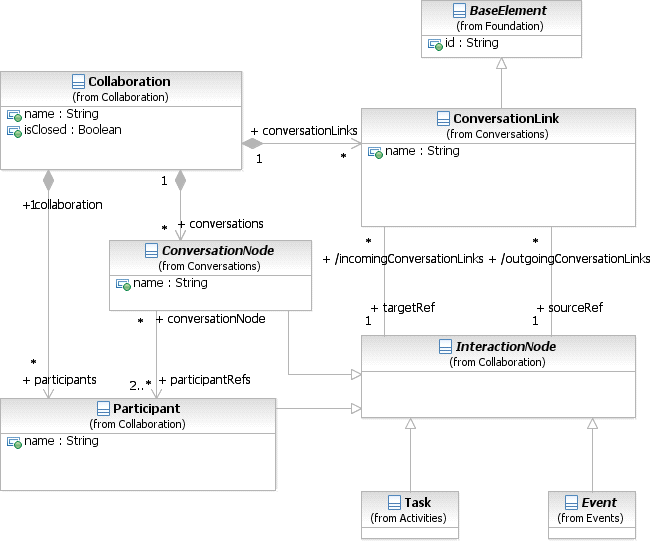 BaseElement
(from Foundation)
id : String
Collaboration
(from Collaboration)
name : String
isClosed : Boolean
+ conversationLinks
1
*
ConversationLink
(from Conversations)
name : String
+1collaboration
1
* + conversations
ConversationNode
(from Conversations)
name : String
*
+ /incomingConversationLinks
*
+ /outgoingConversationLinks
+ targetRef
1
+ sourceRef
1
* + conversationNode
InteractionNode
(from Collaboration)
*
+ participants
2..* + participantRefs
Participant
(from Collaboration)
name : String
Task
(from Activities)
Event
(from Events)